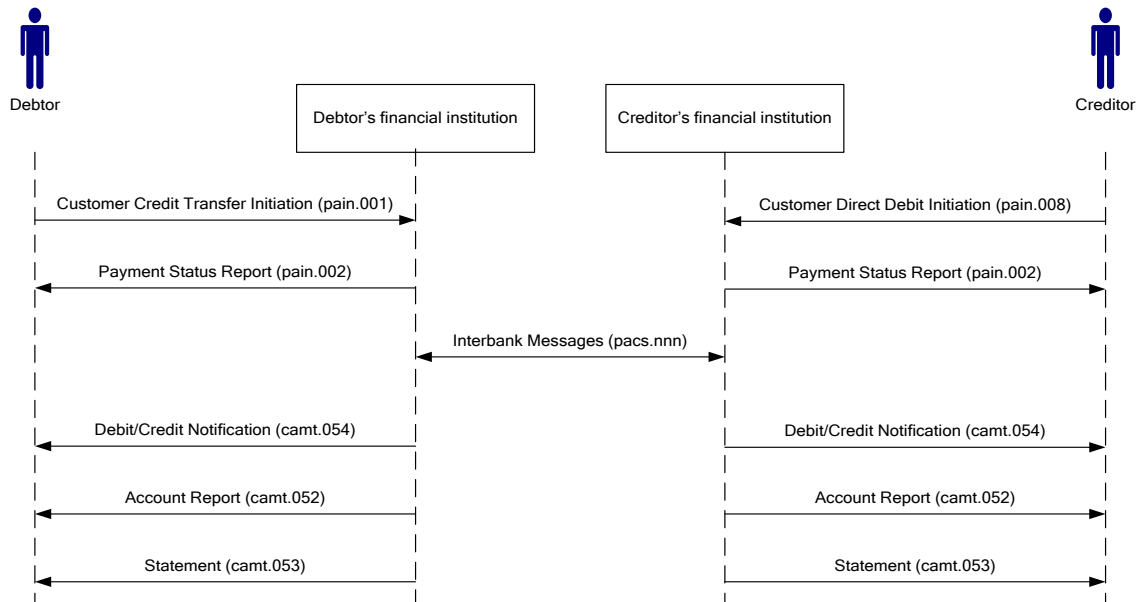 Debtor
Creditor
Debtor's financial institution
Creditor's financial institution
Customer Credit Transfer Initiation (pain.001)
Customer Direct Debit Initiation (pain.008)
Payment Status Report (pain.002)
Payment Status Report (pain.002)
Interbank Messages (pacs.nnn)
Debit/Credit Notification (camt.054)
Debit/Credit Notification (camt.054)
Account Report (camt.052)
Account Report (camt.052)
Statement (camt.053)
Statement (camt.053)